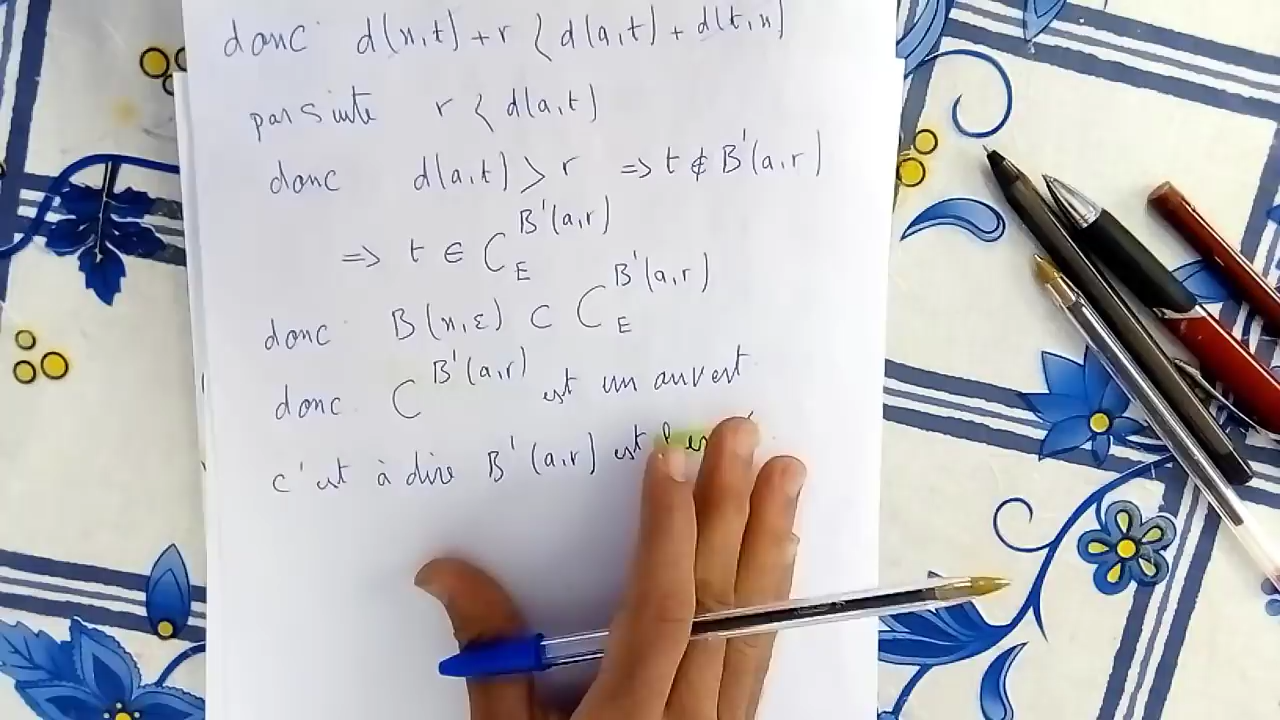 donc d(x,t) + r < d(a,t) + d(t,x)
par suite r < d(a,t)
donc d(a,t) > r => t ∉ B'(a,r)
=> t ∈ C_E^B'(a,r)
donc B(x,ε) ⊂ C_E^B'(a,r)
donc C^B'(a,r) est un ouvert
c'est à dire B'(a,r) est